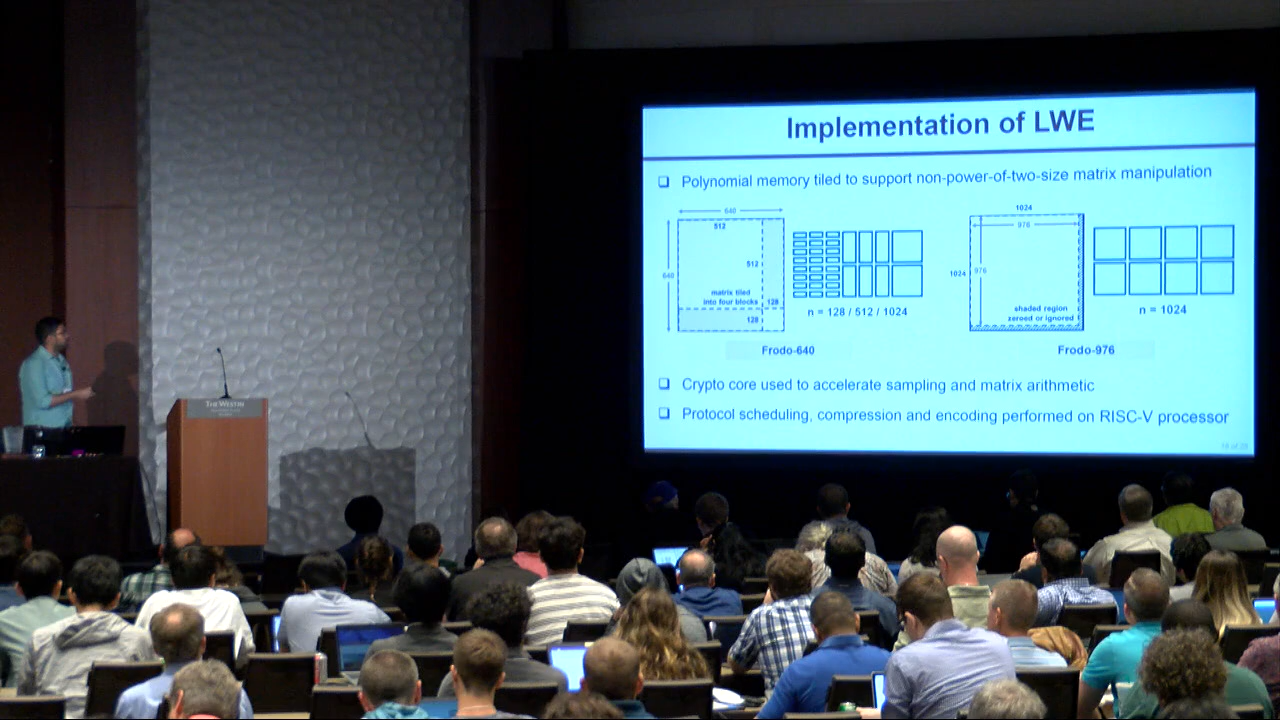 Implementation of LWE
❑ Polynomial memory tiled to support non-power-of-two-size matrix manipulation
640
512
640
512
matrix tiled
into four blocks
128
128
n = 128 / 512 / 1024
Frodo-640
1024
976
1024
976
shaded region
zeroed or ignored
n = 1024
Frodo-976
❑ Crypto core used to accelerate sampling and matrix arithmetic
❑ Protocol scheduling, compression and encoding performed on RISC-V processor
THE WESTIN